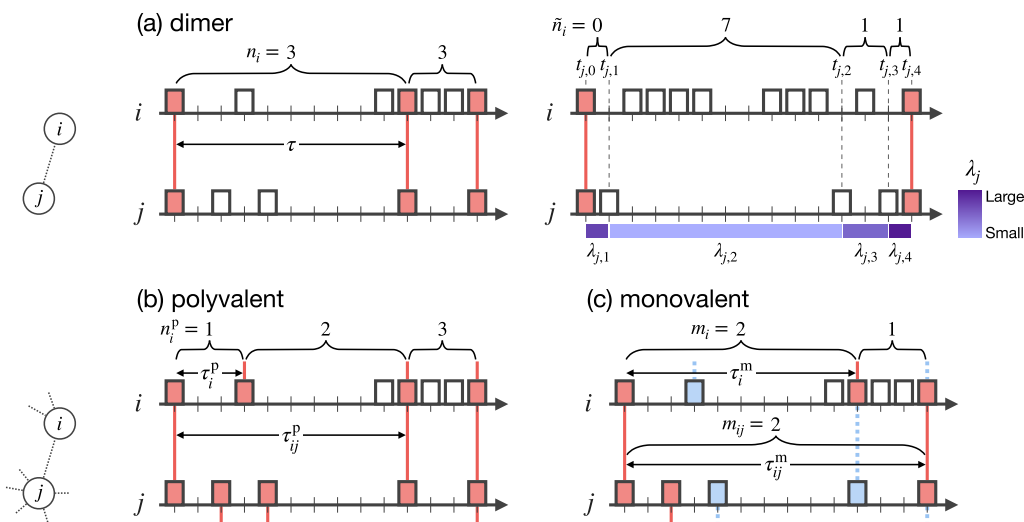 (a) dimer
n_i = 3
3
i
τ
j
i
j
ñ_i = 0
7
1
1
t_{j,0} t_{j,1}
t_{j,2}
t_{j,3} t_{j,4}
i
j
λ_{j,1}
λ_{j,2}
λ_{j,3}
λ_{j,4}
λ_j
Large
Small
(b) polyvalent
n_i^p = 1
2
3
τ_i^p
i
τ_{ij}^p
j
i
j
(c) monovalent
m_i = 2
1
τ_i^m
i
m_{ij} = 2
τ_{ij}^m
j